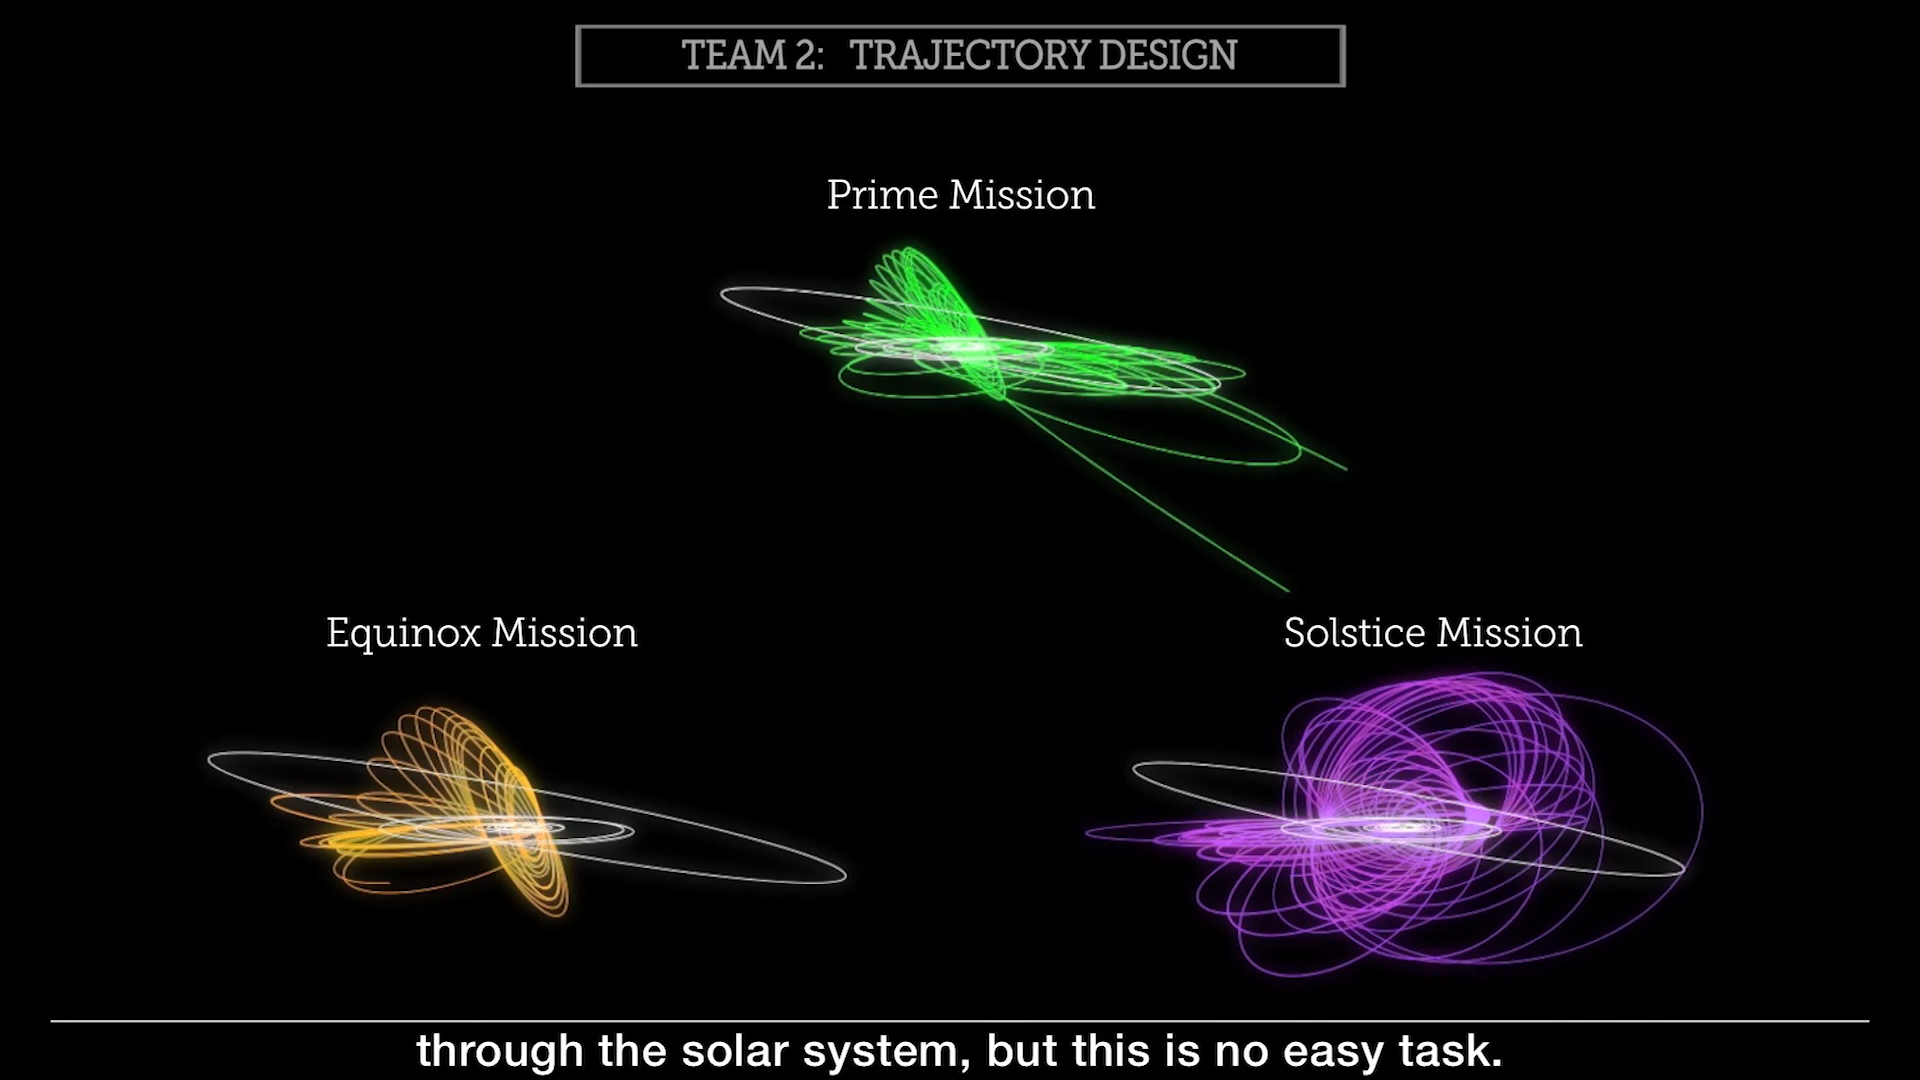 TEAM 2: TRAJECTORY DESIGN
Prime Mission
Equinox Mission
Solstice Mission
through the solar system, but this is no easy task.